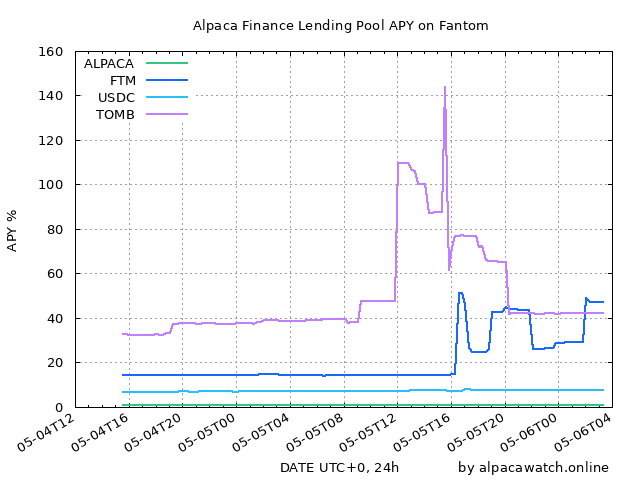 Alpaca Finance Lending Pool APY on Fantom
160
140
120
100
80
60
40
20
0
APY %
ALPACA
FTM
USDC
TOMB
05-04T12
05-04T16
05-04T20
05-05T00
05-05T04
05-05T08
05-05T12
05-05T16
05-05T20
05-06T00
05-06T04
DATE UTC+0, 24h
by alpacawatch.online